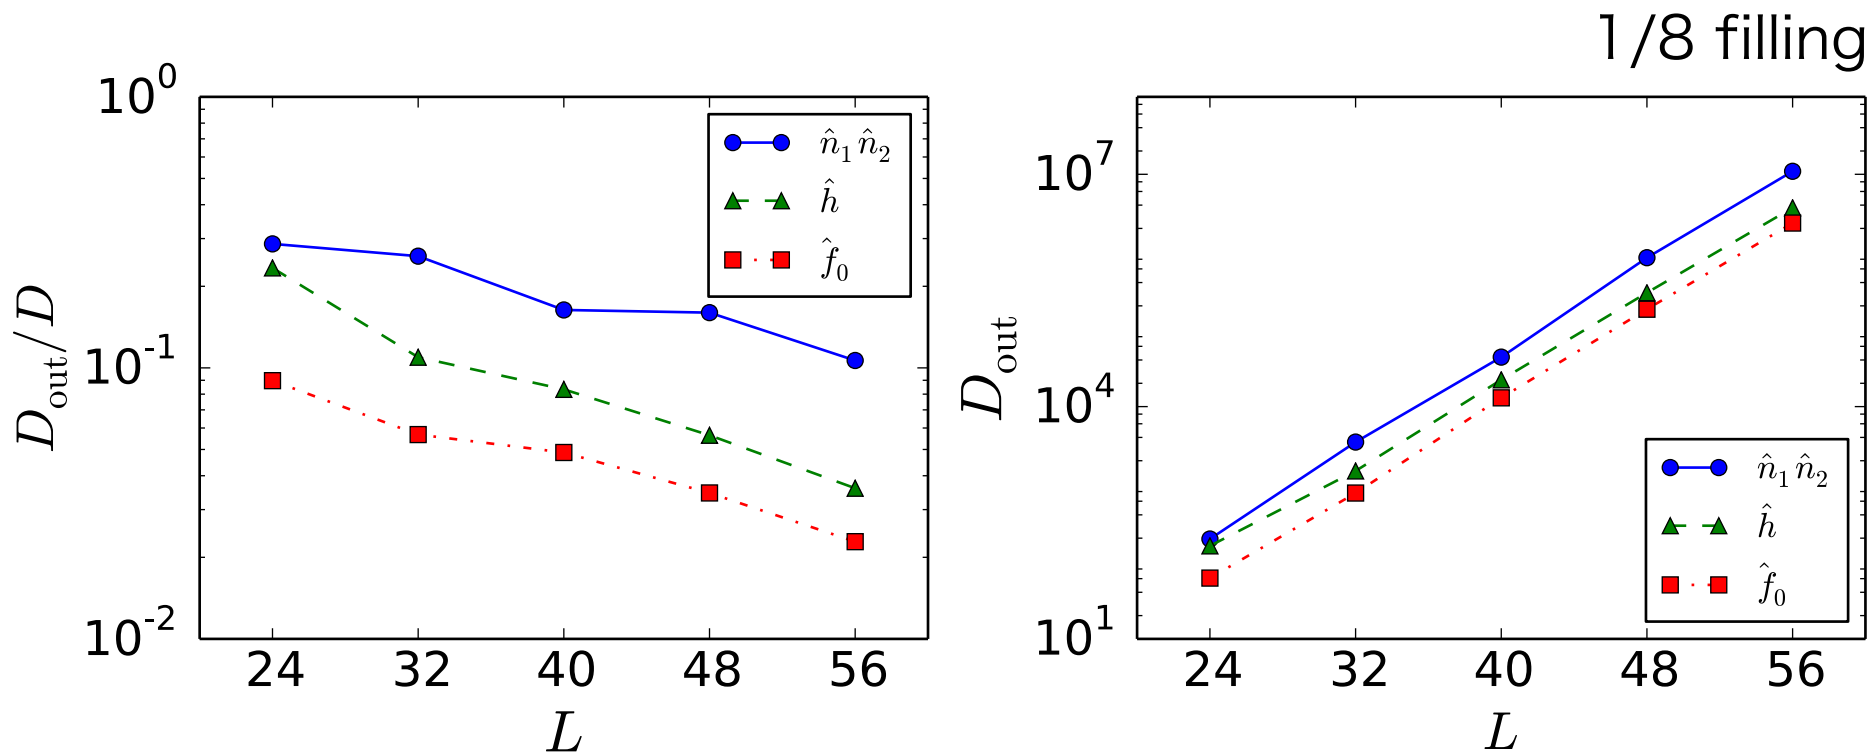 1/8 filling
10^0
10^-1
10^-2
D_out/D
n̂_1 n̂_2
ĥ
f̂_0
24 32 40 48 56
L
10^7
10^4
10^1
D_out
n̂_1 n̂_2
ĥ
f̂_0
24 32 40 48 56
L